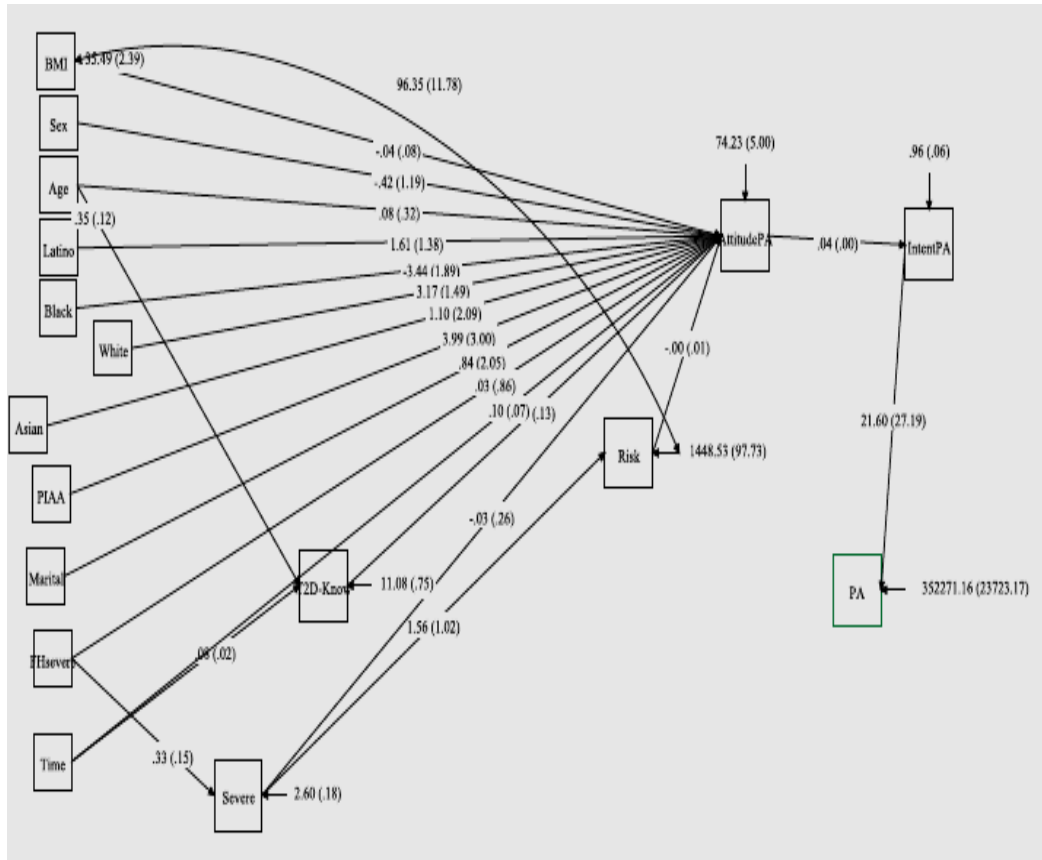 BMI
35.49 (2.39)
96.35 (11.78)
Sex
-.04 (.08)
74.23 (5.00)
.96 (.06)
Age
-.42 (1.19)
.35 (.12)
.08 (.32)
Latino
1.61 (1.38)
AttitudePA
.04 (.00)
IntentPA
-3.44 (1.89)
Black
3.17 (1.49)
1.10 (2.09)
White
3.99 (3.00)
-.00 (.01)
.84 (2.05)
.03 (.86)
.10 (.07)
(.13)
Asian
21.60 (27.19)
Risk
1448.53 (97.73)
PIAA
-.03 (.26)
Marital
T2D-Know
11.08 (.75)
PA
352271.16 (23723.17)
1.56 (1.02)
.08 (.02)
Time
.33 (.15)
Severe
2.60 (.18)